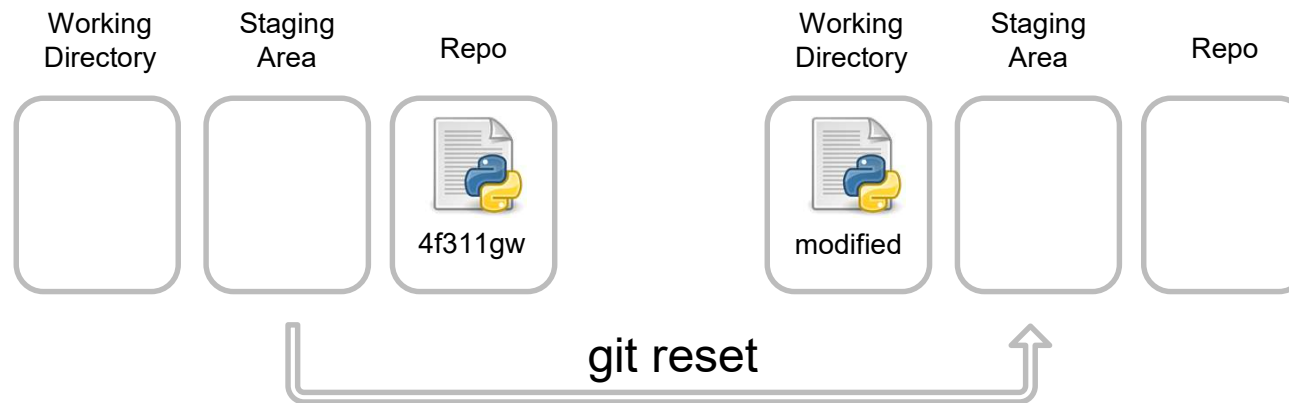 Working
Directory
Staging
Area
Repo
Working
Directory
Staging
Area
Repo
4f311gw
modified
git reset